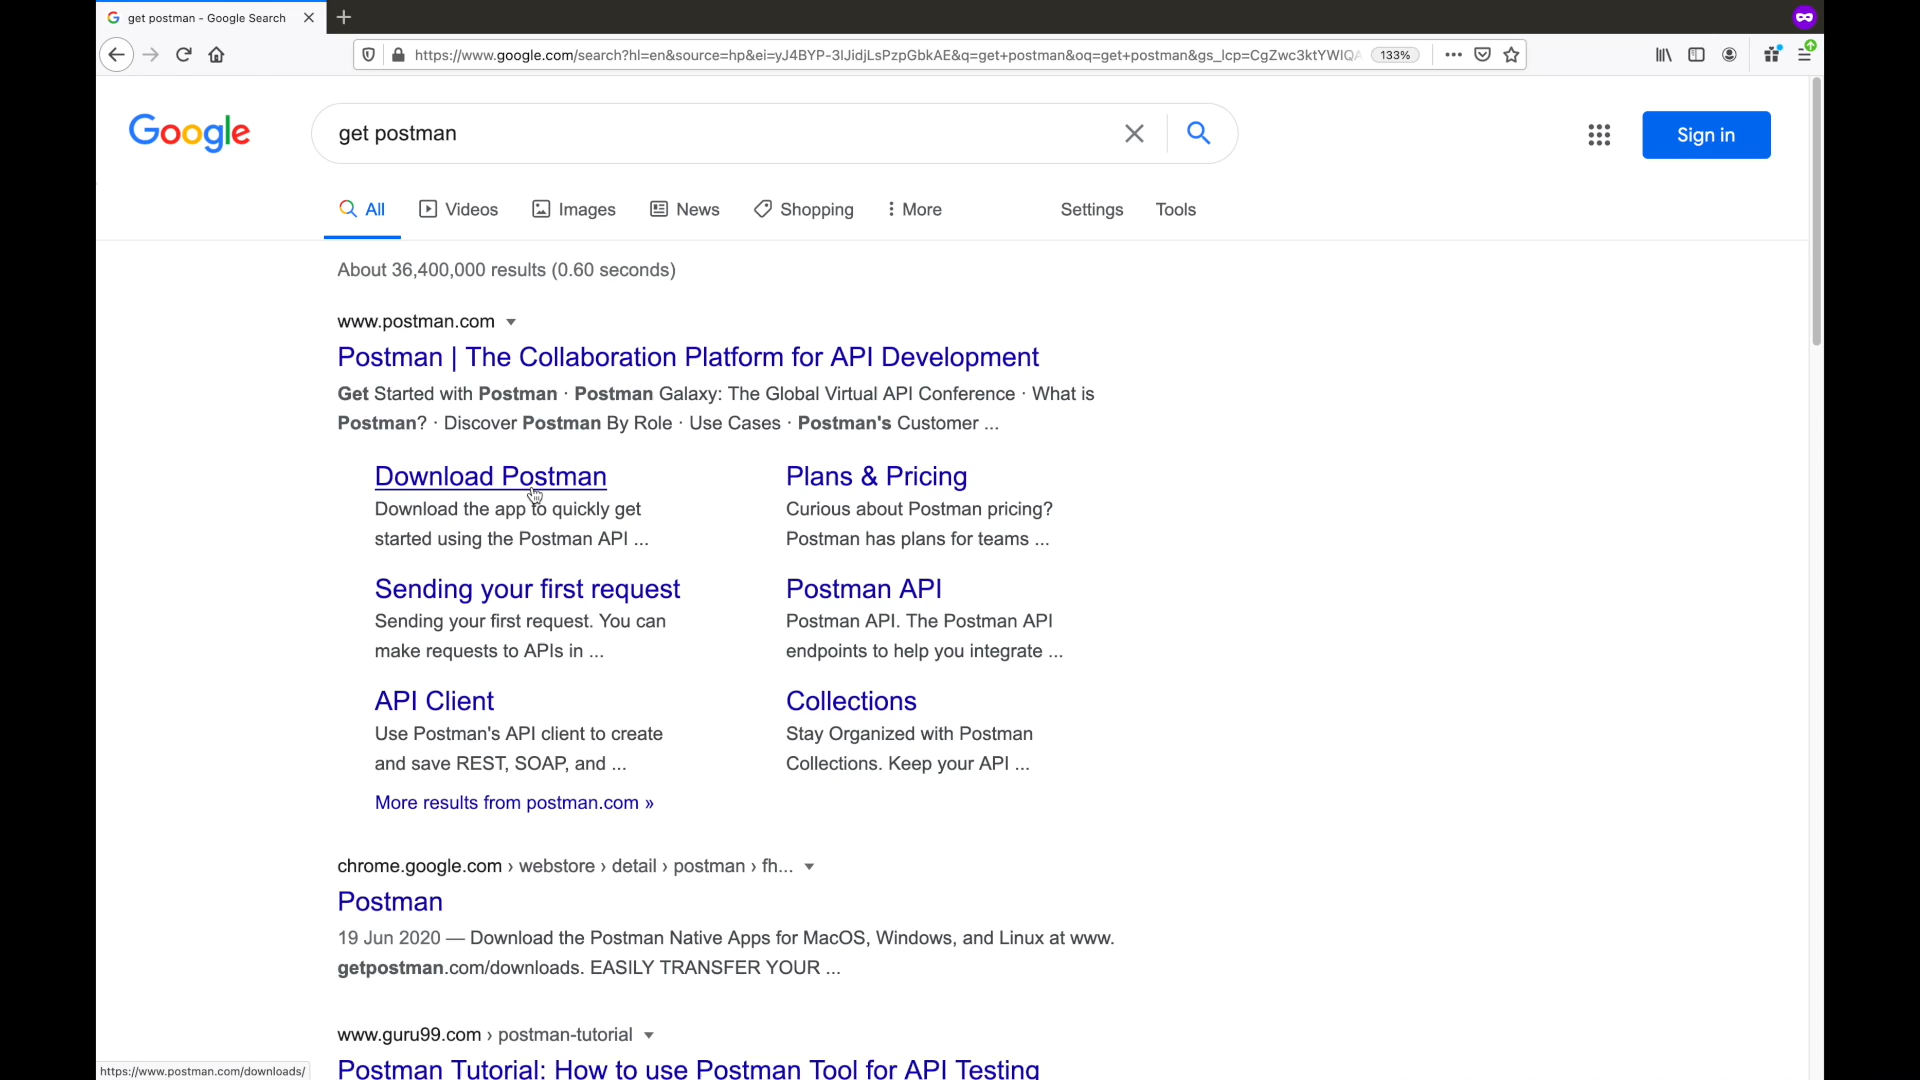 get postman - Google Search
https://www.google.com/search?hl=en&source=hp&ei=yJ4BYP-3IJidjLsPzpGbkAE&q=get+postman&oq=get+postman&gs_lcp=CgZwc3ktYWIQA
133%
Google
get postman
Sign in
All
Videos
Images
News
Shopping
More
Settings
Tools
About 36,400,000 results (0.60 seconds)
www.postman.com
Postman | The Collaboration Platform for API Development
Get Started with Postman · Postman Galaxy: The Global Virtual API Conference · What is
Postman? · Discover Postman By Role · Use Cases · Postman's Customer ...
Download Postman
Download the app to quickly get
started using the Postman API ...
Plans & Pricing
Curious about Postman pricing?
Postman has plans for teams ...
Sending your first request
Sending your first request. You can
make requests to APIs in ...
Postman API
Postman API. The Postman API
endpoints to help you integrate ...
API Client
Use Postman's API client to create
and save REST, SOAP, and ...
Collections
Stay Organized with Postman
Collections. Keep your API ...
More results from postman.com »
chrome.google.com › webstore › detail › postman › fh...
Postman
19 Jun 2020 — Download the Postman Native Apps for MacOS, Windows, and Linux at www.
getpostman.com/downloads. EASILY TRANSFER YOUR ...
www.guru99.com › postman-tutorial
Postman Tutorial: How to use Postman Tool for API Testing
https://www.postman.com/downloads/